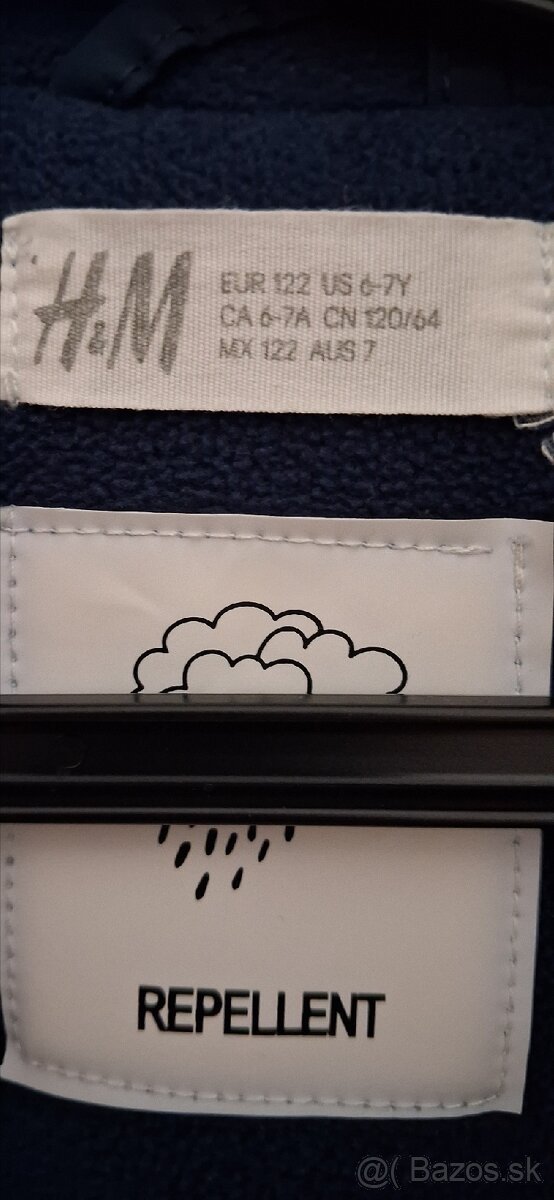 H&M
EUR 122 US 6-7Y
CA 6-7A CN 120/64
MX 122 AUS 7
REPELLENT
@( Bazos.sk